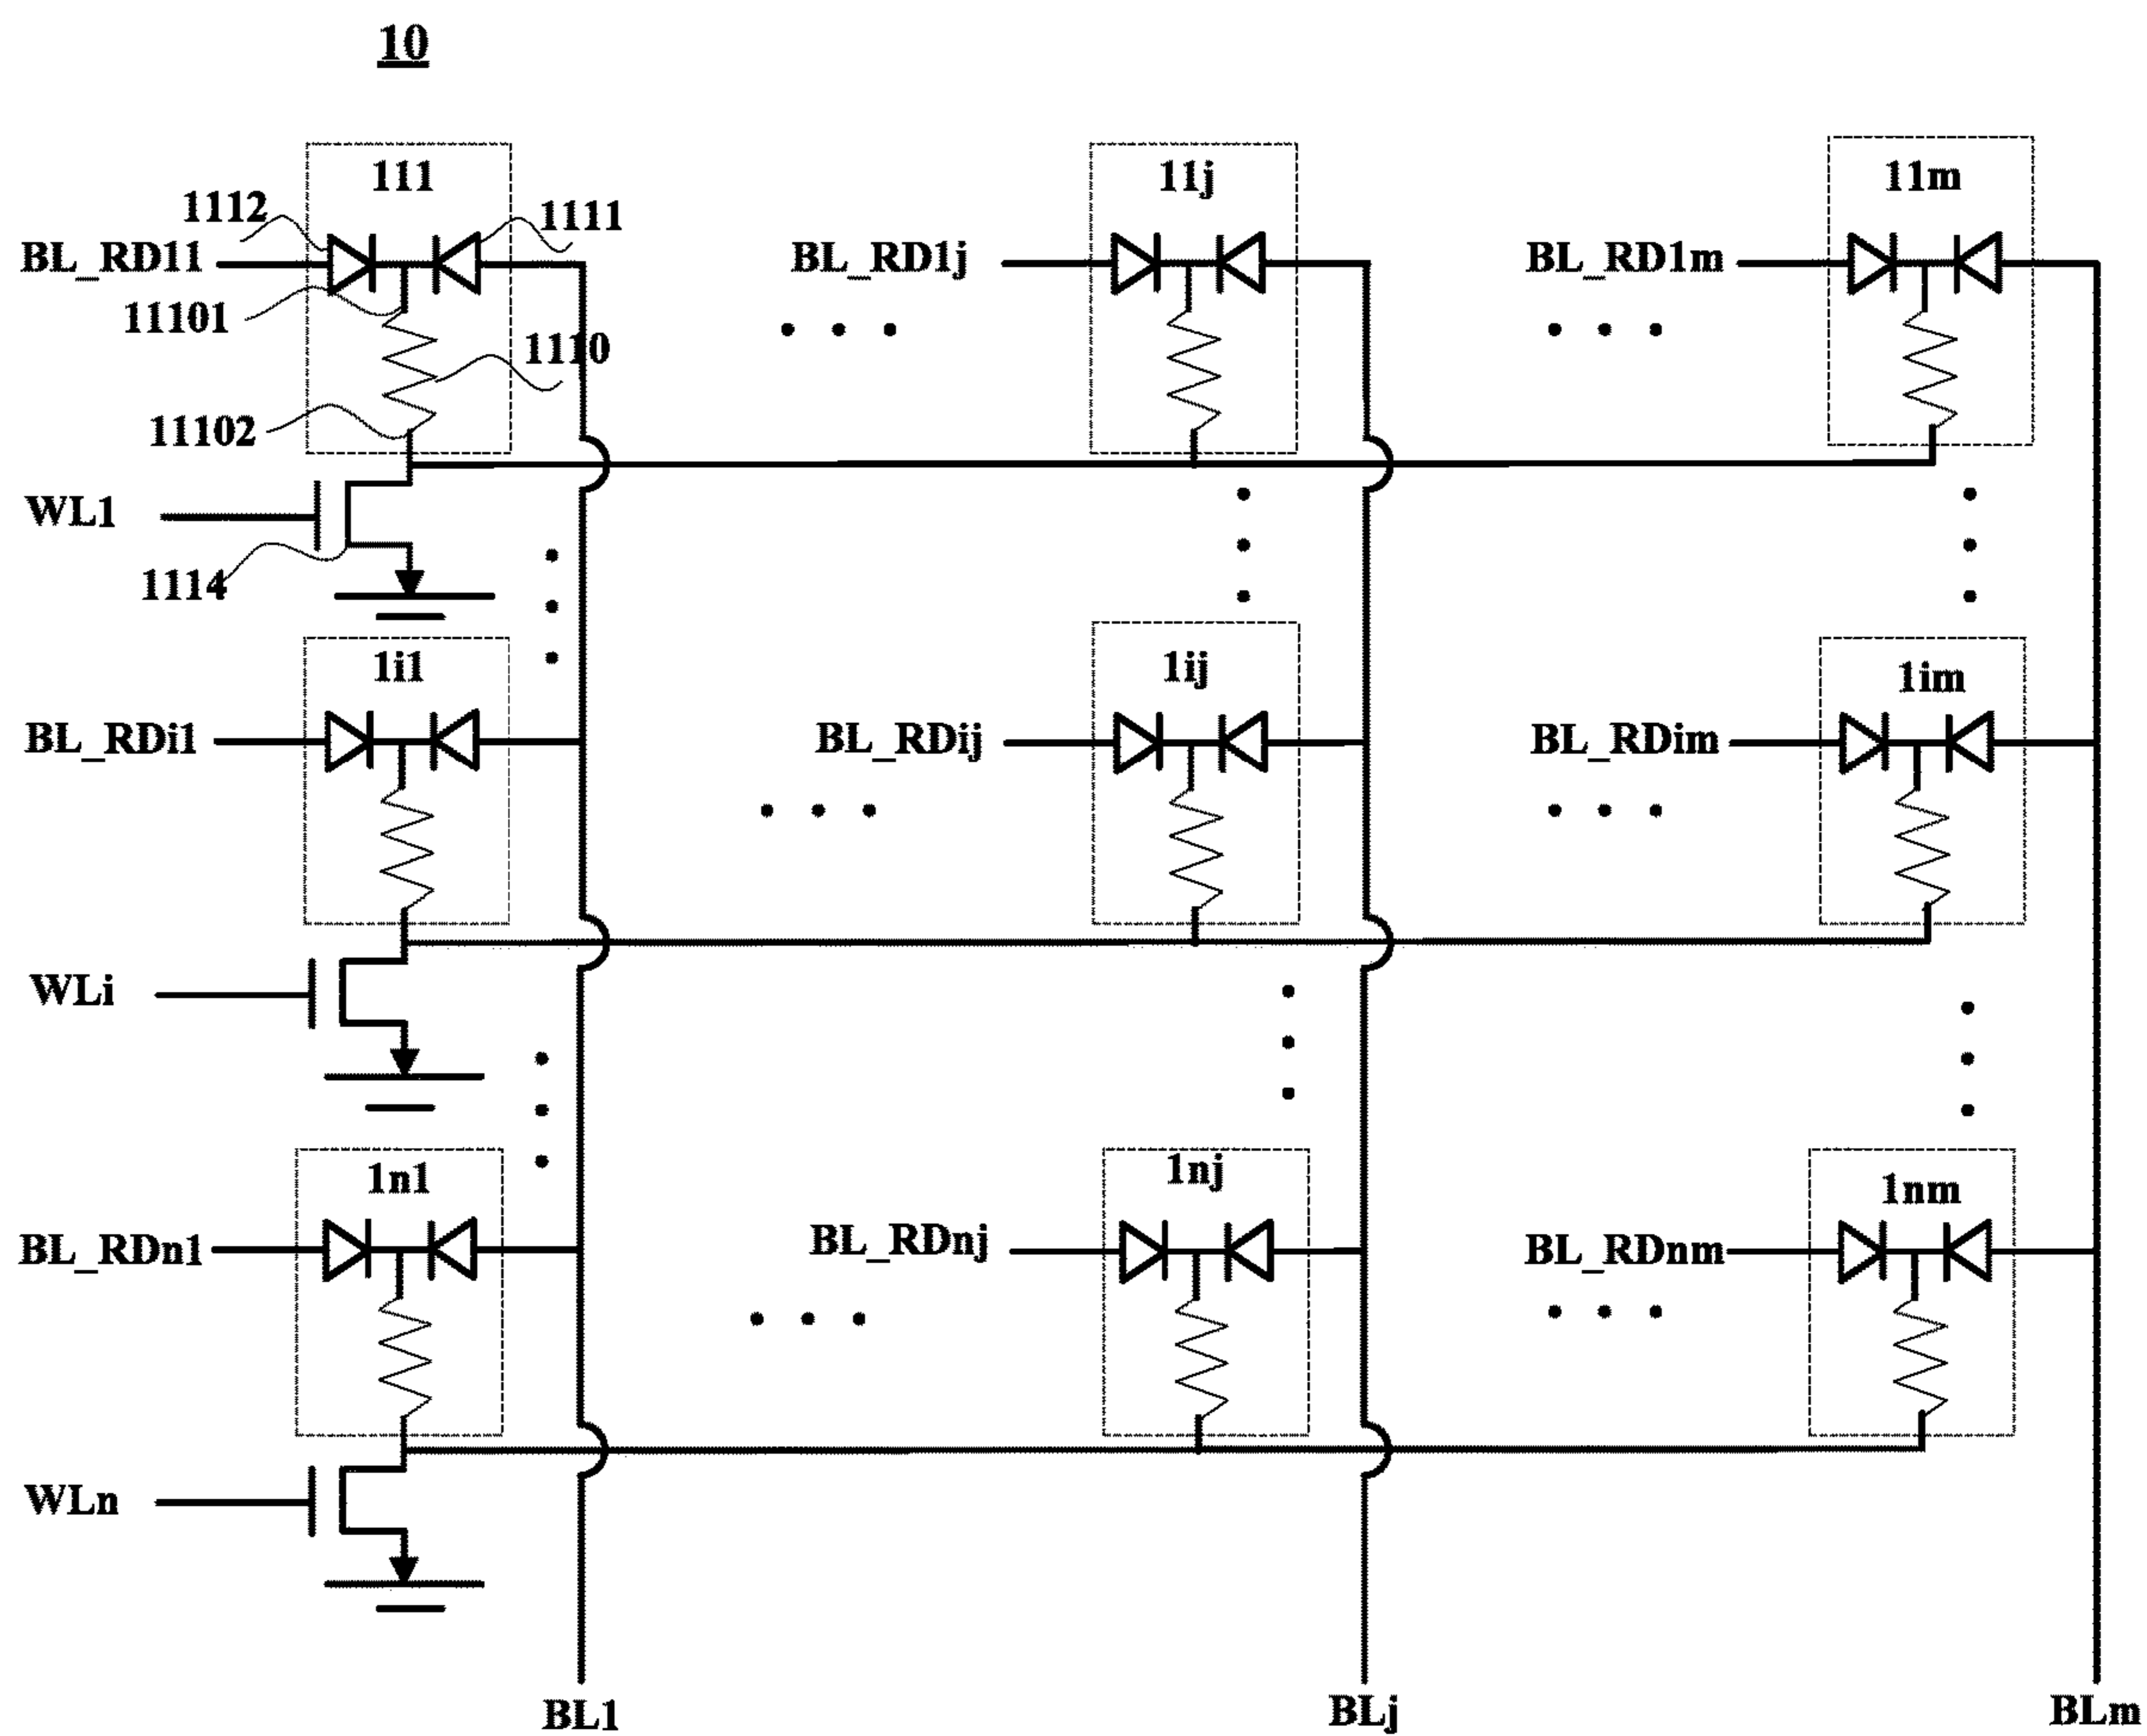 10
111 11j 11m
1112 1111
BL_RD11 BL_RD1j BL_RD1m
11101
1110
11102
WL1
1114
1i1 1ij 1im
BL_RDi1 BL_RDij BL_RDim
WLi
1n1 1nj 1nm
BL_RDn1 BL_RDnj BL_RDnm
WLn
BL1 BLj BLm